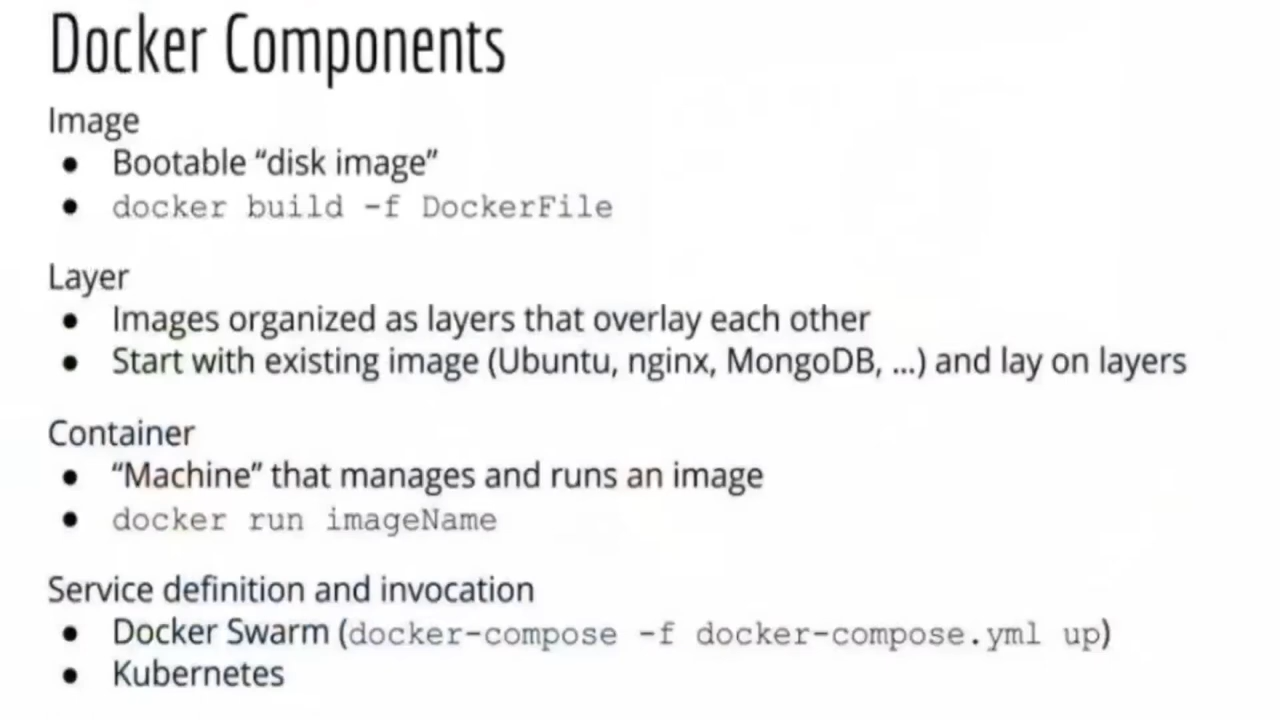 Docker Components
Image
● Bootable “disk image”
● docker build -f DockerFile
Layer
● Images organized as layers that overlay each other
● Start with existing image (Ubuntu, nginx, MongoDB, ...) and lay on layers
Container
● “Machine” that manages and runs an image
● docker run imageName
Service definition and invocation
● Docker Swarm (docker-compose -f docker-compose.yml up)
● Kubernetes